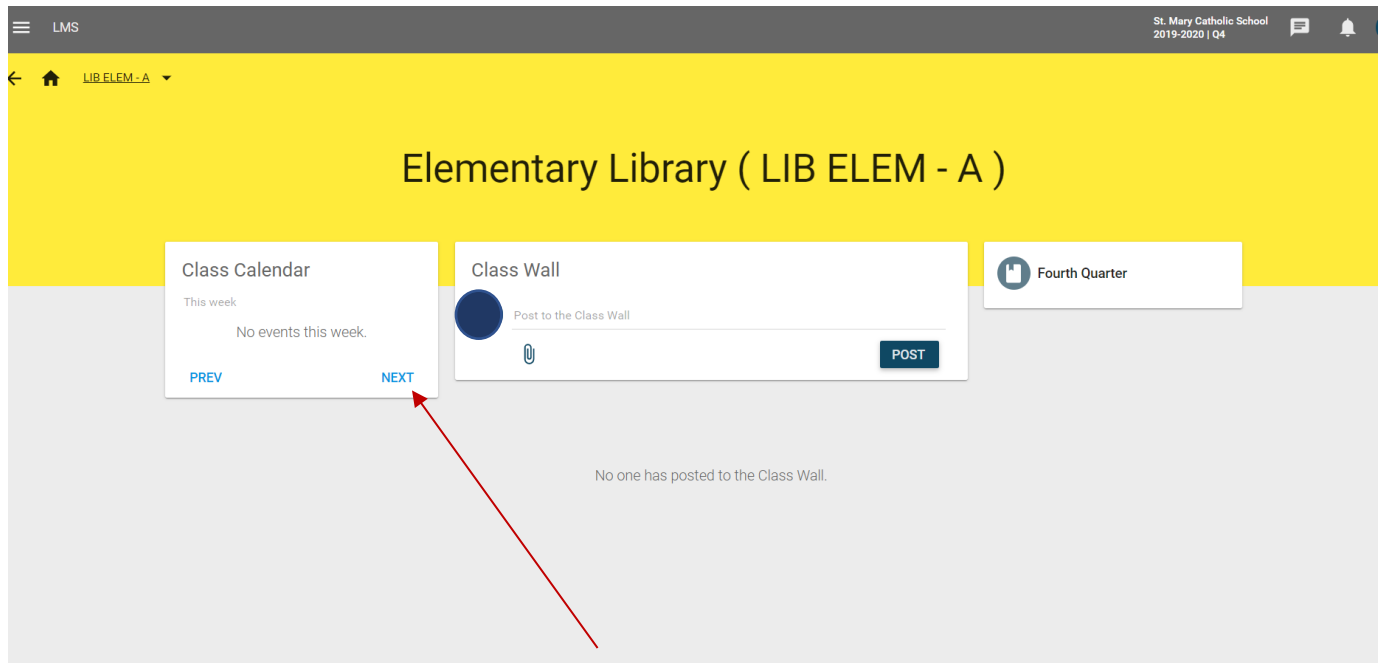 LMS
St. Mary Catholic School
2019-2020 | Q4
LIB ELEM - A
Elementary Library ( LIB ELEM - A )
Class Calendar
This week
No events this week.
PREV
NEXT
Class Wall
Post to the Class Wall
POST
Fourth Quarter
No one has posted to the Class Wall.